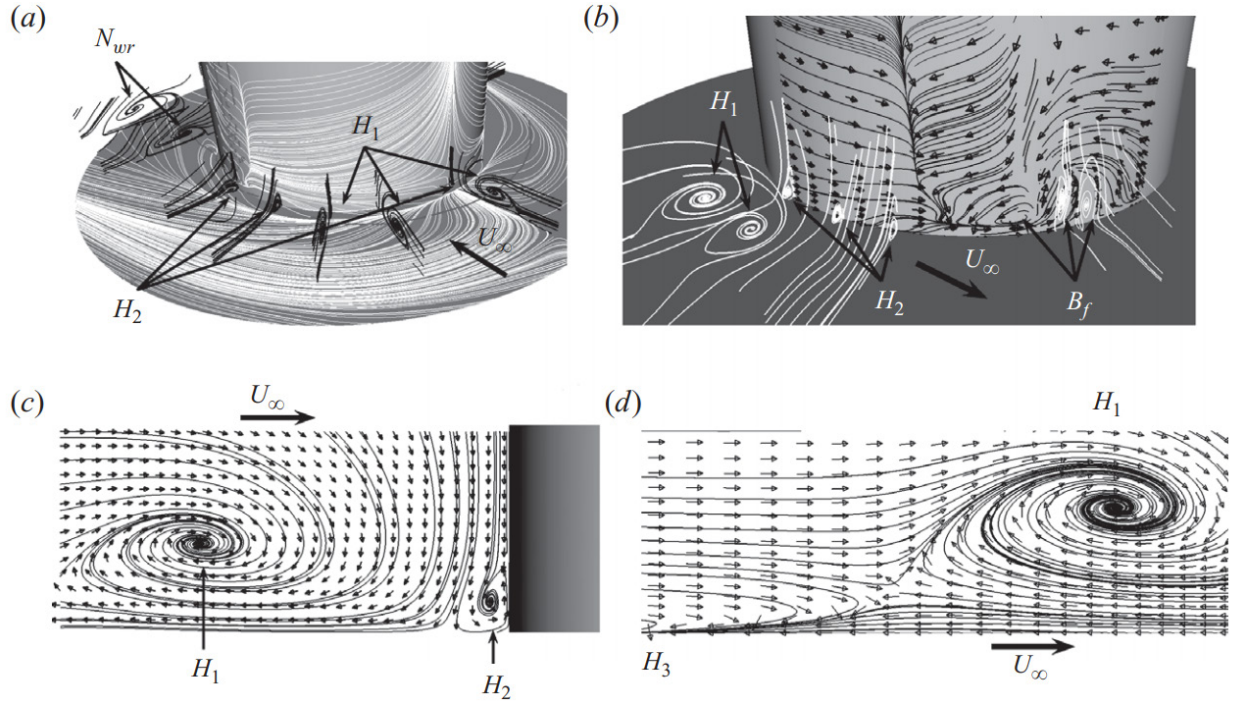 (a)
N_wr
H_1
U_∞
H_2
(b)
H_1
U_∞
H_2
B_f
(c)
U_∞
H_1
H_2
(d)
H_1
H_3
U_∞